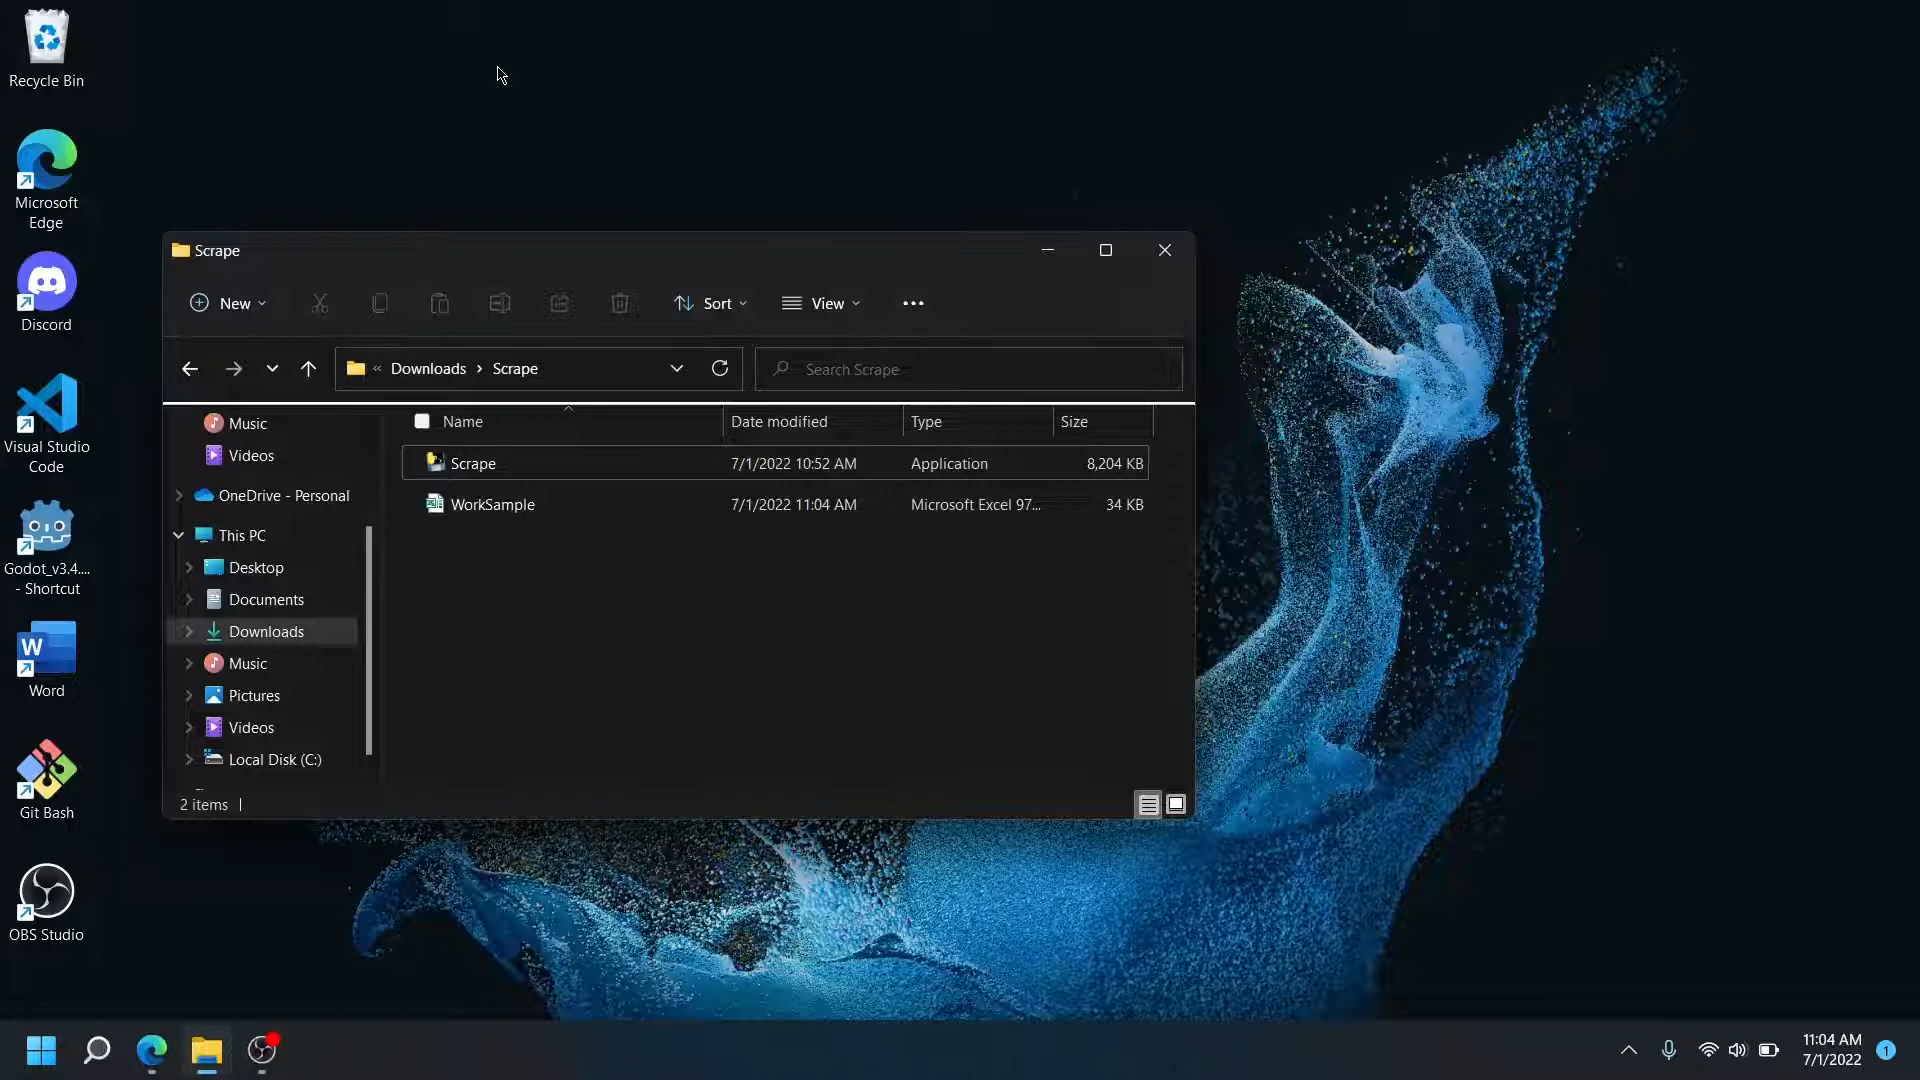 Recycle Bin
Microsoft
Edge
Discord
Visual Studio
Code
Godot_v3.4....
- Shortcut
W
Word
Git Bash
OBS Studio
Scrape
New
Sort
View
« Downloads > Scrape
Search Scrape
Music
Videos
OneDrive - Personal
This PC
Desktop
Documents
Downloads
Music
Pictures
Videos
Local Disk (C:)
Name Date modified Type Size
Scrape 7/1/2022 10:52 AM Application 8,204 KB
WorkSample 7/1/2022 11:04 AM Microsoft Excel 97... 34 KB
2 items
11:04 AM
7/1/2022
1